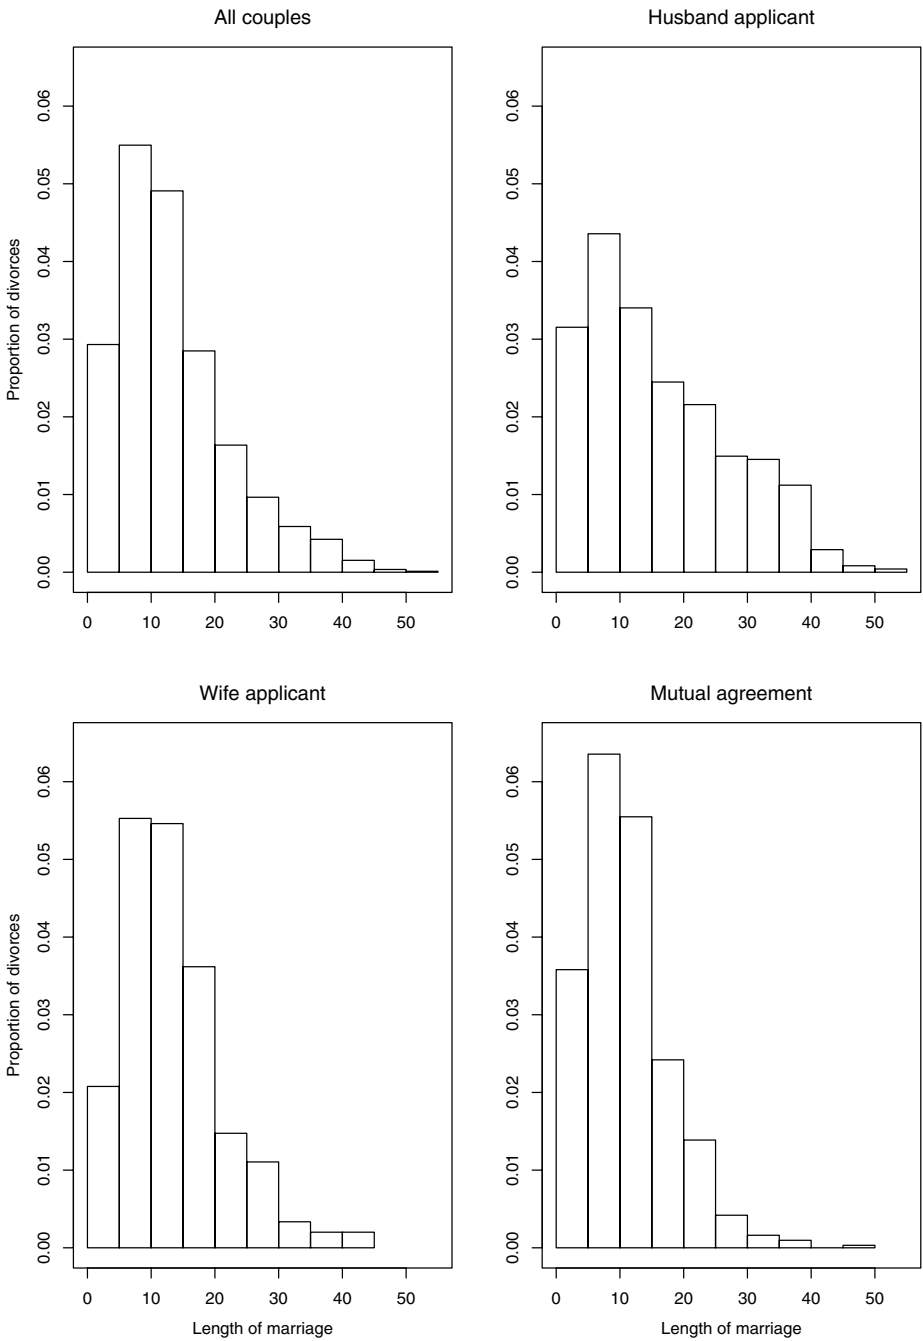 All couples
Husband applicant
Proportion of divorces
0.06
0.05
0.04
0.03
0.02
0.01
0.00
0 10 20 30 40 50
0.06
0.05
0.04
0.03
0.02
0.01
0.00
0 10 20 30 40 50
Wife applicant
Mutual agreement
Proportion of divorces
0.06
0.05
0.04
0.03
0.02
0.01
0.00
0 10 20 30 40 50
Length of marriage
0.06
0.05
0.04
0.03
0.02
0.01
0.00
0 10 20 30 40 50
Length of marriage